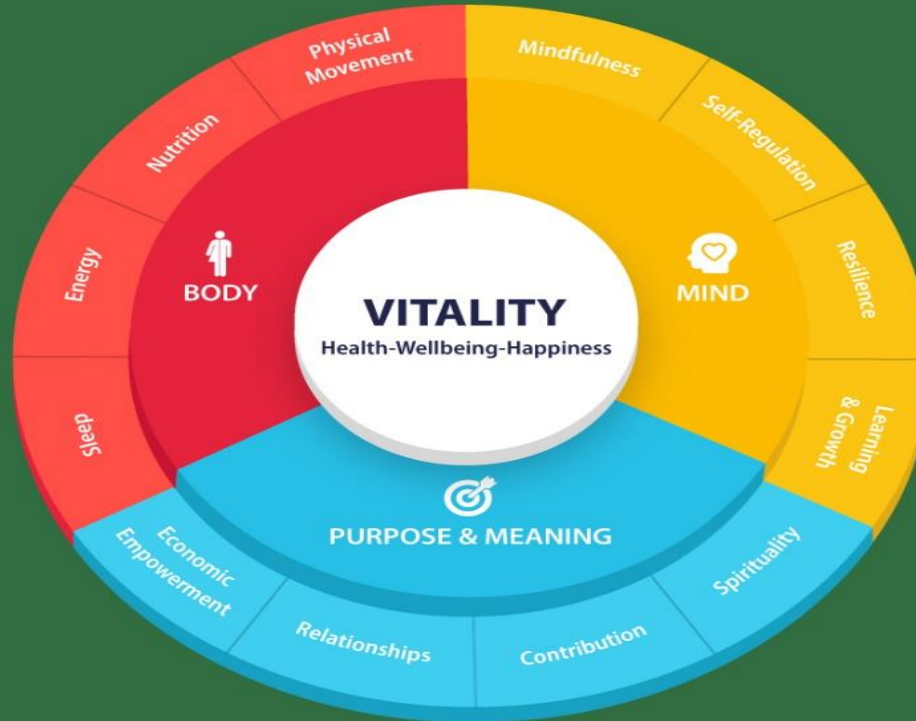 VITALITY
Health-Wellbeing-Happiness
BODY
Physical
Movement
Nutrition
Energy
Sleep
MIND
Mindfulness
Self-Regulation
Resilience
Learning
& Growth
PURPOSE & MEANING
Economic
Empowerment
Relationships
Contribution
Spirituality